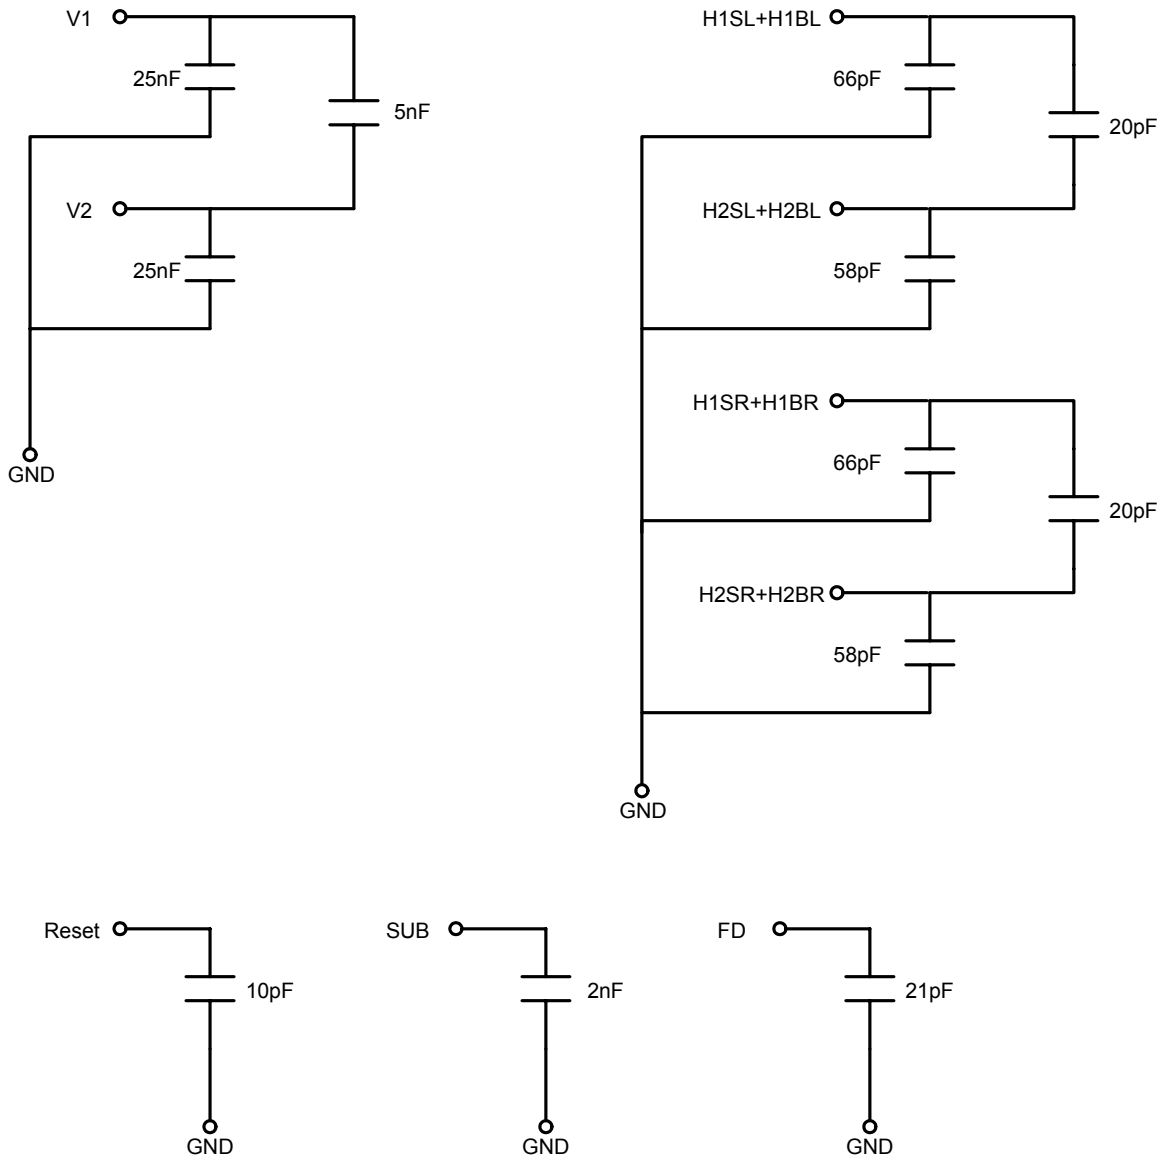 V1
25nF
5nF
V2
25nF
GND
H1SL+H1BL
66pF
20pF
H2SL+H2BL
58pF
H1SR+H1BR
66pF
20pF
H2SR+H2BR
58pF
GND
Reset
10pF
GND
SUB
2nF
GND
FD
21pF
GND